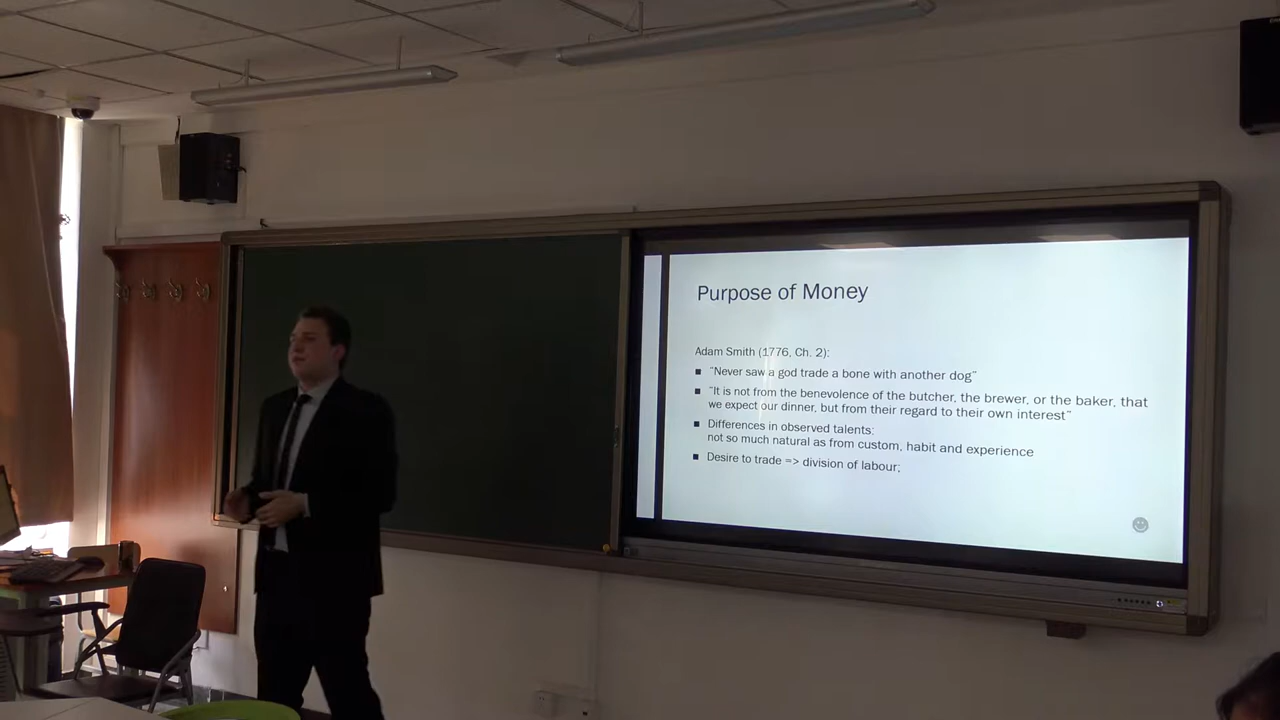 Purpose of Money
Adam Smith (1776, Ch. 2):
▪ "Never saw a god trade a bone with another dog"
▪ "It is not from the benevolence of the butcher, the brewer, or the baker, that
we expect our dinner, but from their regard to their own interest"
▪ Differences in observed talents:
not so much natural as from custom, habit and experience
▪ Desire to trade => division of labour;